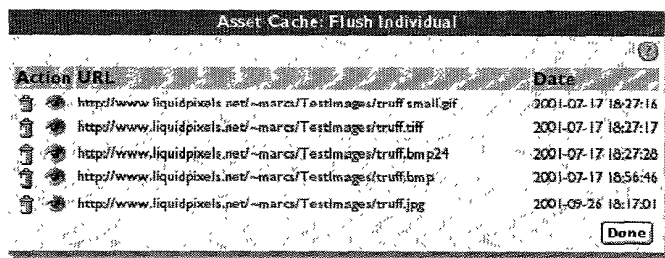 Asset Cache: Flush Individual
?
Action URL Date
http://www.liquidpixels.net/~marcs/TestImages/truffsmall.gif 2001-07-17 18:27:16
http://www.liquidpixels.net/~marcs/TestImages/truff.tiff 2001-07-17 18:27:17
http://www.liquidpixels.net/~marcs/TestImages/truff.bmp24 2001-07-17 18:27:28
http://www.liquidpixels.net/~marcs/TestImages/truff.bmp 2001-07-17 18:56:46
http://www.liquidpixels.net/~marcs/TestImages/truff.jpg 2001-09-26 18:17:01
Done